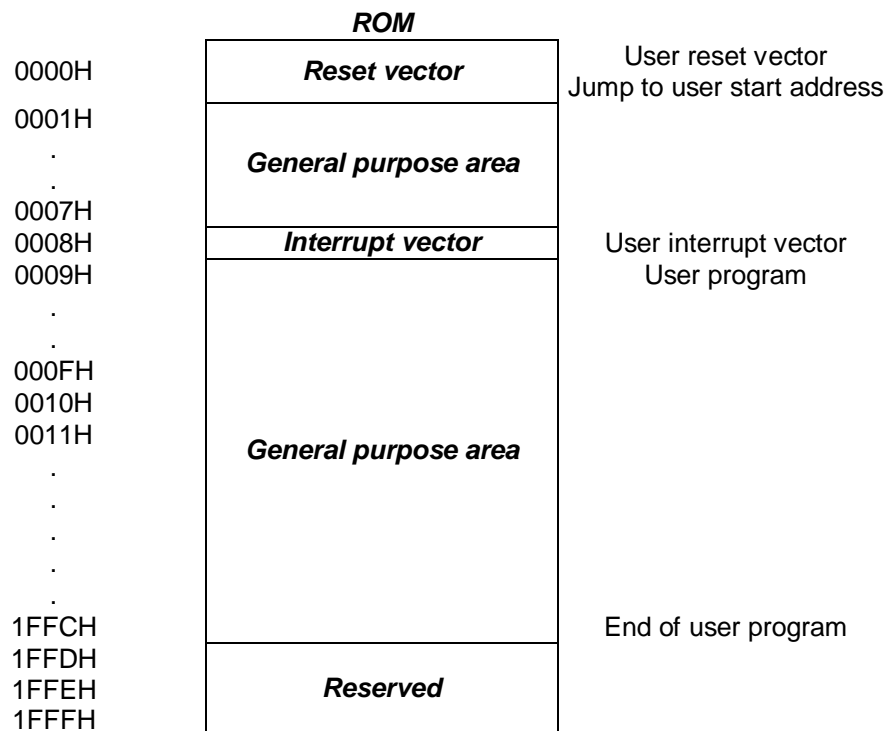 ROM
0000H Reset vector User reset vector
Jump to user start address
0001H
.
. General purpose area
0007H
0008H Interrupt vector User interrupt vector
0009H User program
.
.
000FH
0010H
0011H General purpose area
.
.
.
.
.
1FFCH End of user program
1FFDH
1FFEH Reserved
1FFFH